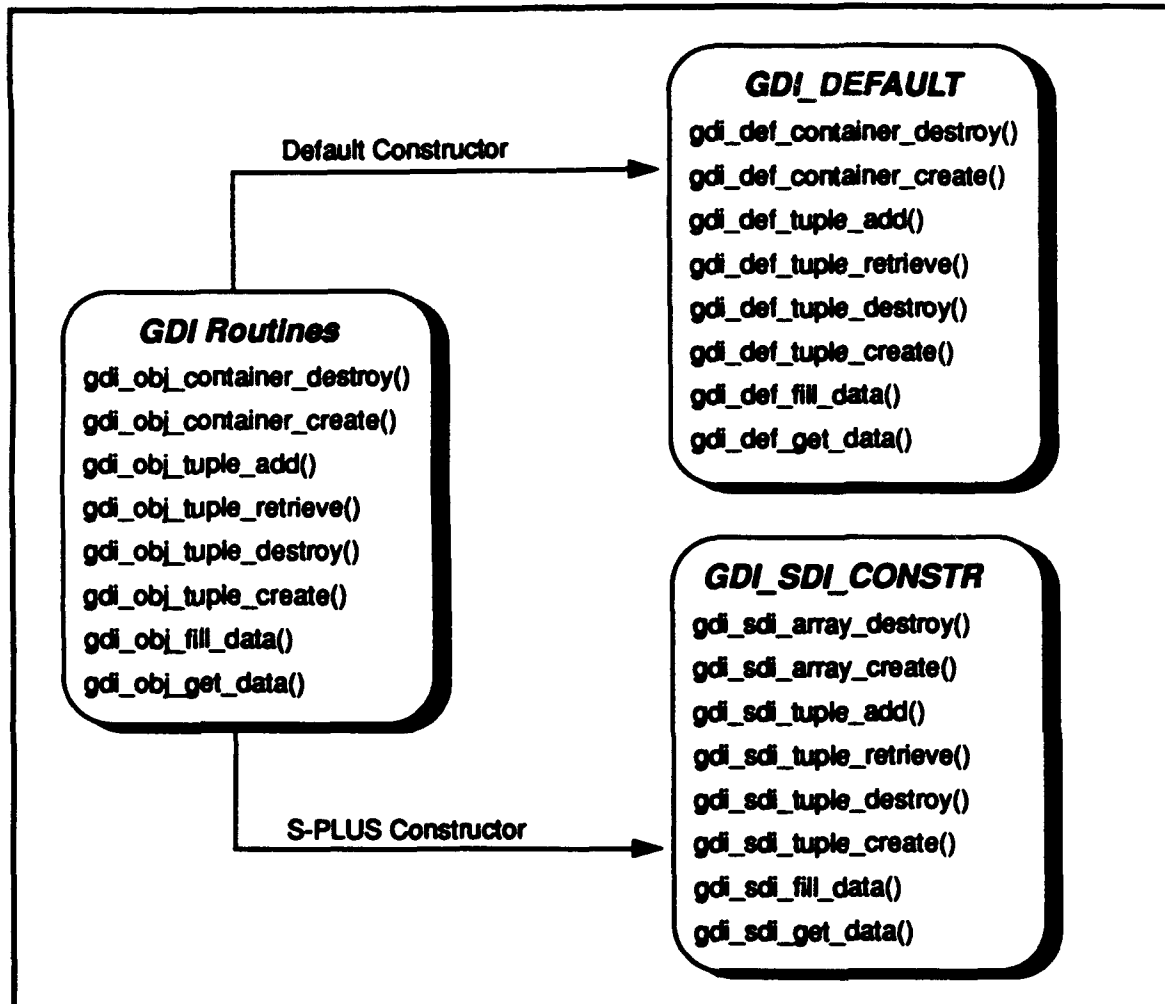 GDI_DEFAULT
gdi_def_container_destroy()
gdi_def_container_create()
gdi_def_tuple_add()
gdi_def_tuple_retrieve()
gdi_def_tuple_destroy()
gdi_def_tuple_create()
gdi_def_fill_data()
gdi_def_get_data()
Default Constructor
GDI Routines
gdi_obj_container_destroy()
gdi_obj_container_create()
gdi_obj_tuple_add()
gdi_obj_tuple_retrieve()
gdi_obj_tuple_destroy()
gdi_obj_tuple_create()
gdi_obj_fill_data()
gdi_obj_get_data()
S-PLUS Constructor
GDI_SDI_CONSTR
gdi_sdi_array_destroy()
gdi_sdi_array_create()
gdi_sdi_tuple_add()
gdi_sdi_tuple_retrieve()
gdi_sdi_tuple_destroy()
gdi_sdi_tuple_create()
gdi_sdi_fill_data()
gdi_sdi_get_data()